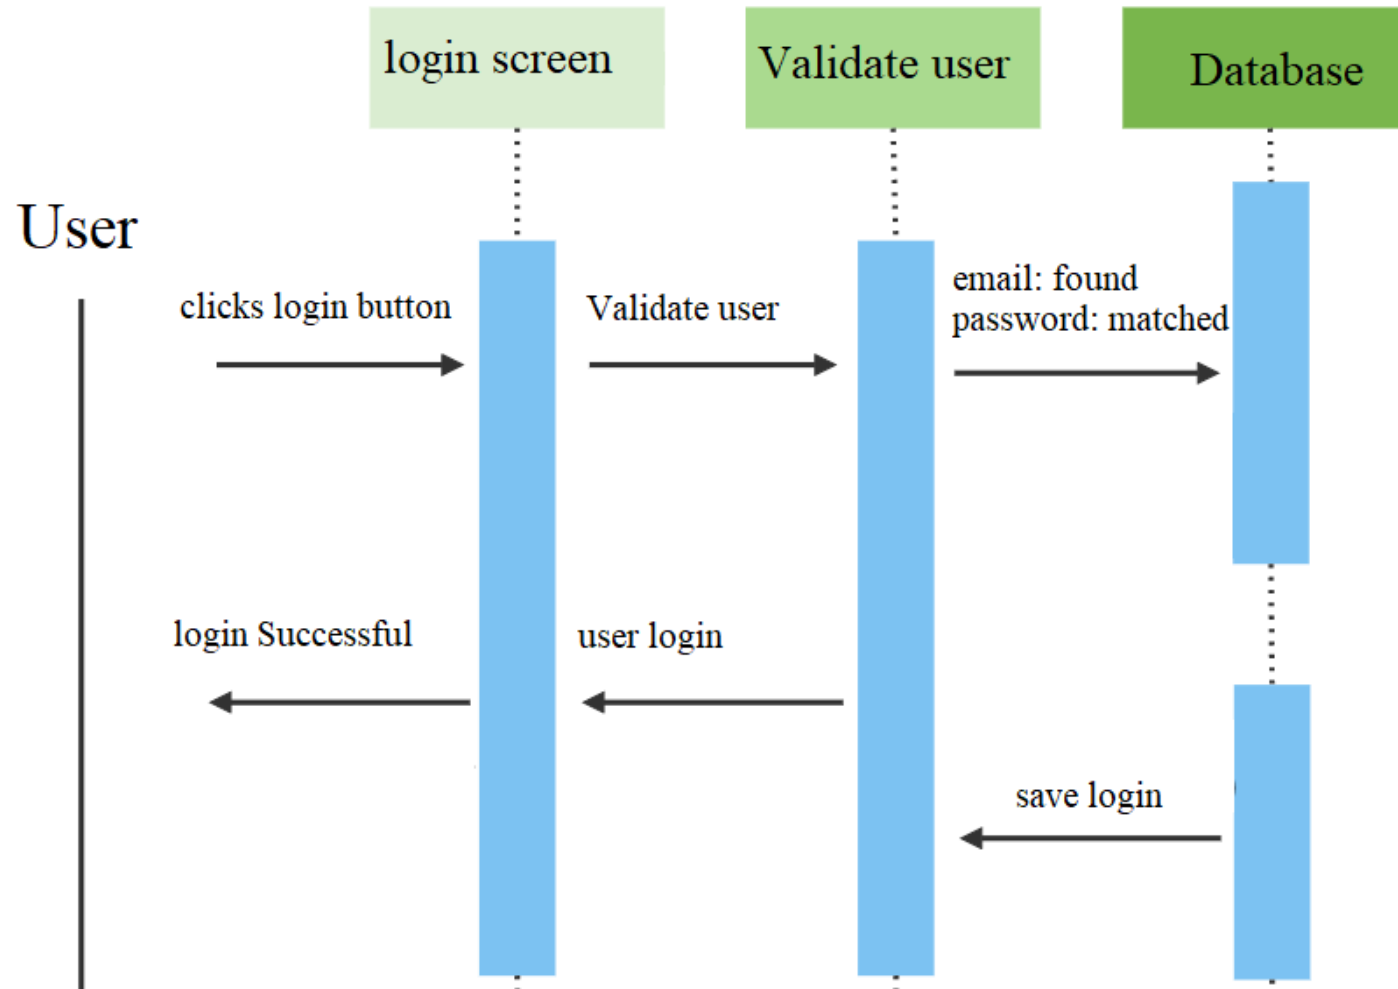 login screen
Validate user
Database
User
clicks login button
Validate user
email: found
password: matched
login Successful
user login
save login